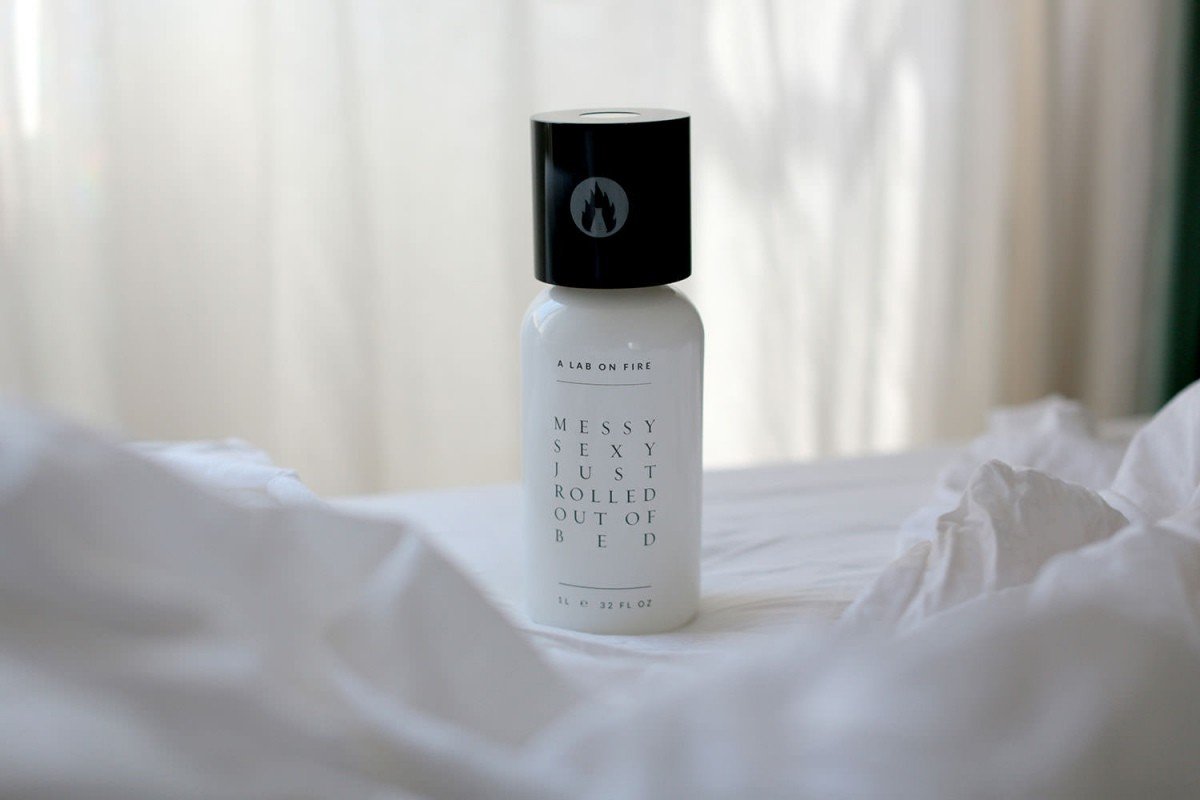 A LAB ON FIRE
MESSY
SEXY
JUST
ROLLED
OUT OF
BED
1L ℮ 32 FL OZ